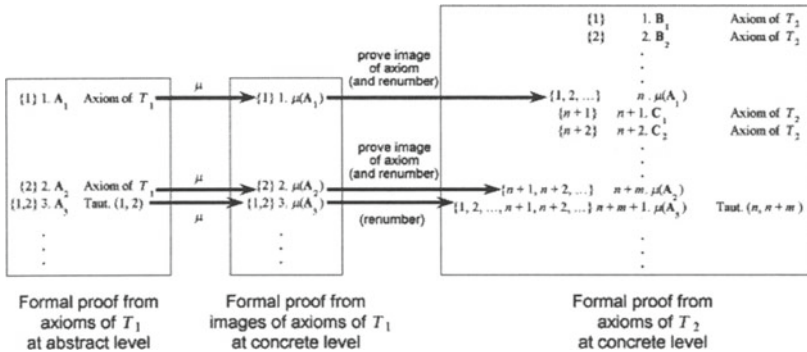 {1} 1. B₁ Axiom of T₂
{2} 2. B₂ Axiom of T₂
.
.
.
prove image
of axiom
(and renumber)
{1} 1. A₁ Axiom of T₁
μ
{1} 1. μ(A₁)
{1, 2, ...} n. μ(A₁)
{n + 1} n + 1. C₁ Axiom of T₂
{n + 2} n + 2. C₂ Axiom of T₂
.
.
.
prove image
of axiom
(and renumber)
{2} 2. A₂ Axiom of T₁
μ
{2} 2. μ(A₂)
{n + 1, n + 2, ...} n + m. μ(A₂)
{1,2} 3. A₃ Taut. (1, 2)
μ
{1,2} 3. μ(A₃)
(renumber)
{1, 2, ..., n + 1, n + 2, ...} n + m + 1. μ(A₃) Taut. (n, n + m)
.
.
.
.
.
.
.
.
.
Formal proof from
axioms of T₁
at abstract level
Formal proof from
images of axioms of T₁
at concrete level
Formal proof from
axioms of T₂
at concrete level